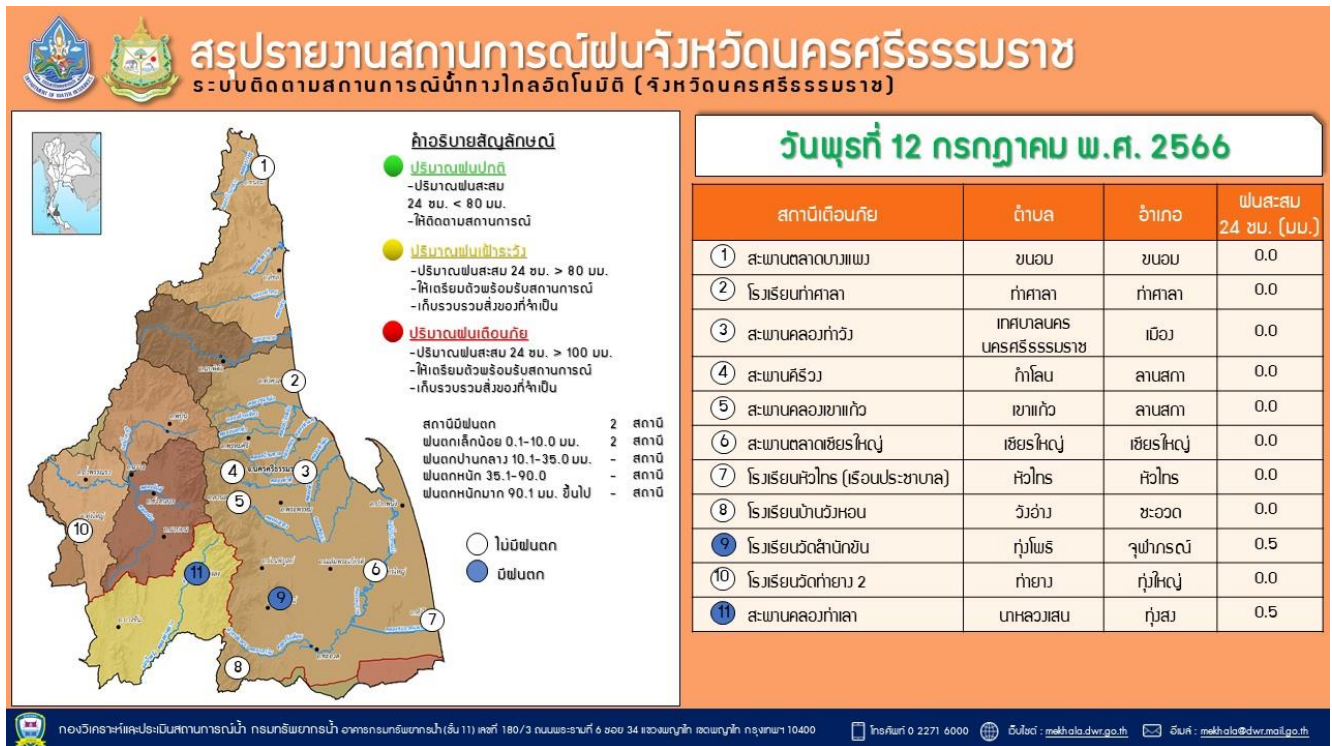 สรุปรายงานสถานการณ์ฝนจังหวัดนครศรีธรรมราช
ระบบติดตามสถานการณ์น้ำทางไกลอัตโนมัติ (จังหวัดนครศรีธรรมราช)
คำอธิบายสัญลักษณ์
ปริมาณฝนปกติ
-ปริมาณฝนสะสม
24 ชม. < 80 มม.
-ให้ติดตามสถานการณ์
ปริมาณฝนเฝ้าระวัง
-ปริมาณฝนสะสม 24 ชม. > 80 มม.
-ให้เตรียมตัวพร้อมรับสถานการณ์
-เก็บรวบรวมสิ่งของที่จำเป็น
ปริมาณฝนเตือนภัย
-ปริมาณฝนสะสม 24 ชม. > 100 มม.
-ให้เตรียมตัวพร้อมรับสถานการณ์
-เก็บรวบรวมสิ่งของที่จำเป็น
สถานีมีฝนตก 2 สถานี
ฝนตกเล็กน้อย 0.1-10.0 มม. 2 สถานี
ฝนตกปานกลาง 10.1-35.0 มม. - สถานี
ฝนตกหนัก 35.1-90.0 - สถานี
ฝนตกหนักมาก 90.1 มม. ขึ้นไป - สถานี
ไม่มีฝนตก
มีฝนตก
1
2
4
3
5
10
11
6
9
7
8
วันพุธที่ 12 กรกฎาคม พ.ศ. 2566
สถานีเตือนภัย ตำบล อำเภอ ฝนสะสม
24 ชม. (มม.)
1 สะพานตลาดบางแพง ขนอม ขนอม 0.0
2 โรงเรียนท่าศาลา ท่าศาลา ท่าศาลา 0.0
3 สะพานคลองท่าวัง เทศบาลนคร
นครศรีธรรมราช เมือง 0.0
4 สะพานคีรีวง กำโลน ลานสกา 0.0
5 สะพานคลองเขาแก้ว เขาแก้ว ลานสกา 0.0
6 สะพานตลาดเชียรใหญ่ เชียรใหญ่ เชียรใหญ่ 0.0
7 โรงเรียนหัวไทร (เรือนประชาบาล) หัวไทร หัวไทร 0.0
8 โรงเรียนบ้านวังหอน วังอ่าง ชะอวด 0.0
9 โรงเรียนวัดสำนักขัน ทุ่งโพธิ จุฬาภรณ์ 0.5
10 โรงเรียนวัดท่ายาง 2 ท่ายาง ทุ่งใหญ่ 0.0
11 สะพานคลองท่าเลา นาหลวงเสน ทุ่งสง 0.5
กองวิเคราะห์และประเมินสถานการณ์น้ำ กรมทรัพยากรน้ำ อาคารกรมทรัพยากรน้ำ (ชั้น 11) เลขที่ 180/3 ถนนพระรามที่ 6 ซอย 34 แขวงพญาไท เขตพญาไท กรุงเทพฯ 10400 โทรศัพท์ 0 2271 6000 เว็บไซต์ : mekhala.dwr.go.th อีเมล์ : mekhala@dwr.mail.go.th